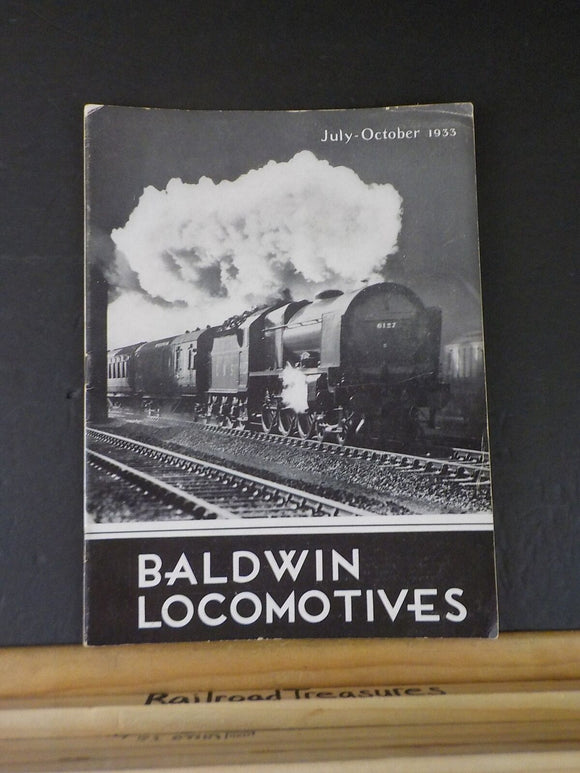 July-October 1933
6127
BALDWIN
LOCOMOTIVES
Railroad Treasures